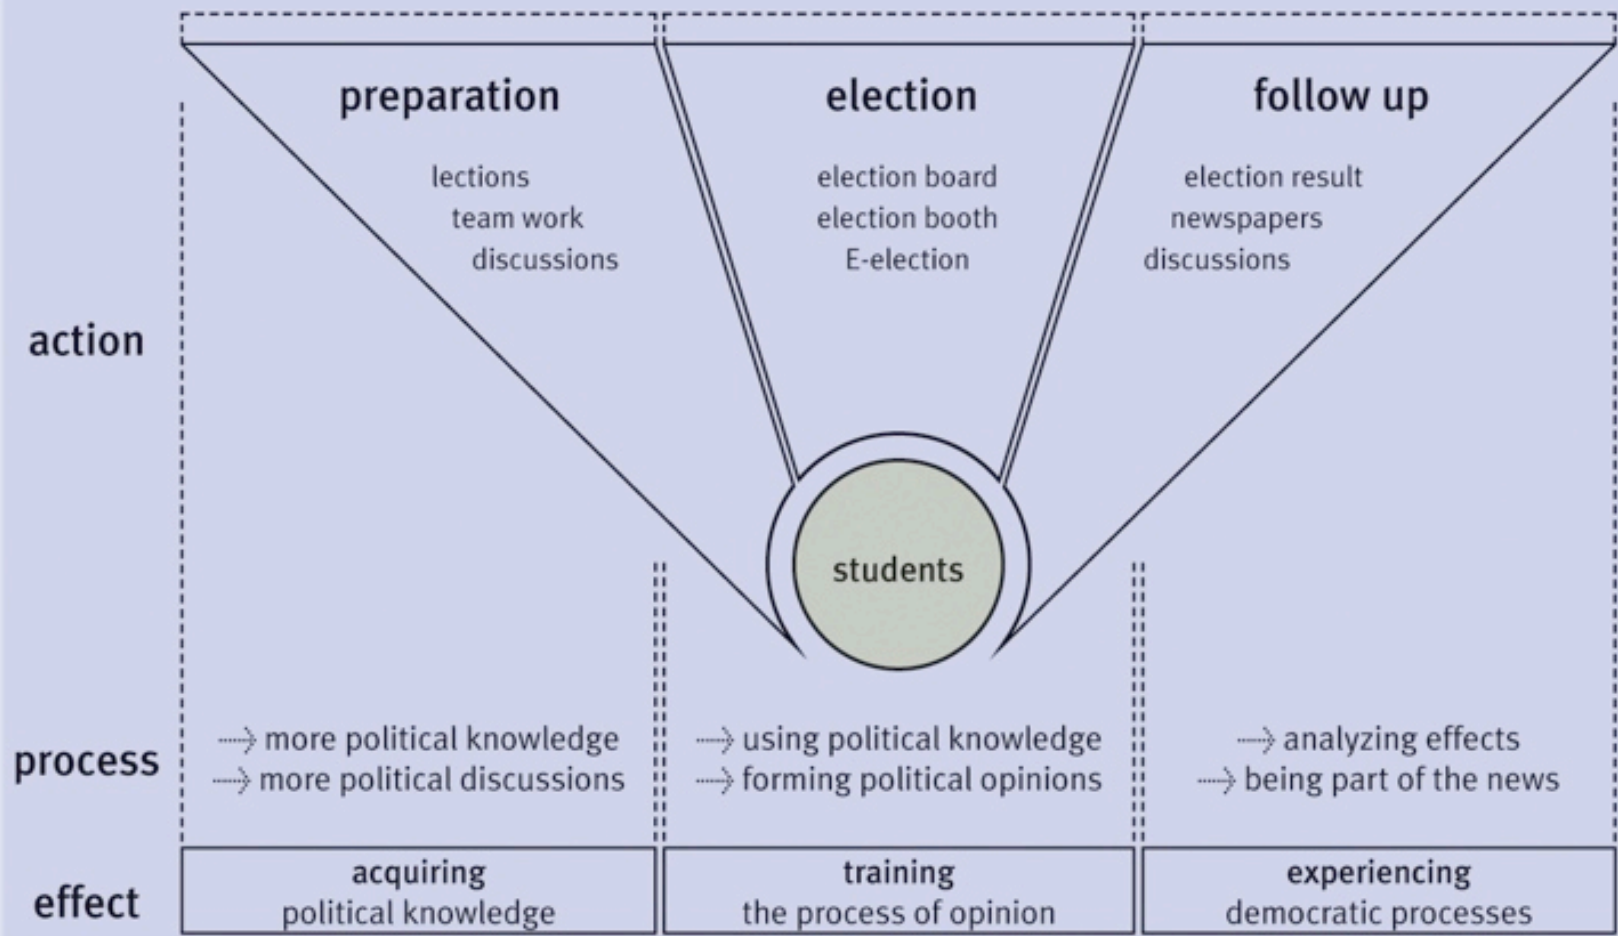 preparation
lections
team work
discussions
election
election board
election booth
E-election
follow up
election result
newspapers
discussions
action
students
process
more political knowledge
more political discussions
using political knowledge
forming political opinions
analyzing effects
being part of the news
effect
acquiring
political knowledge
training
the process of opinion
experiencing
democratic processes